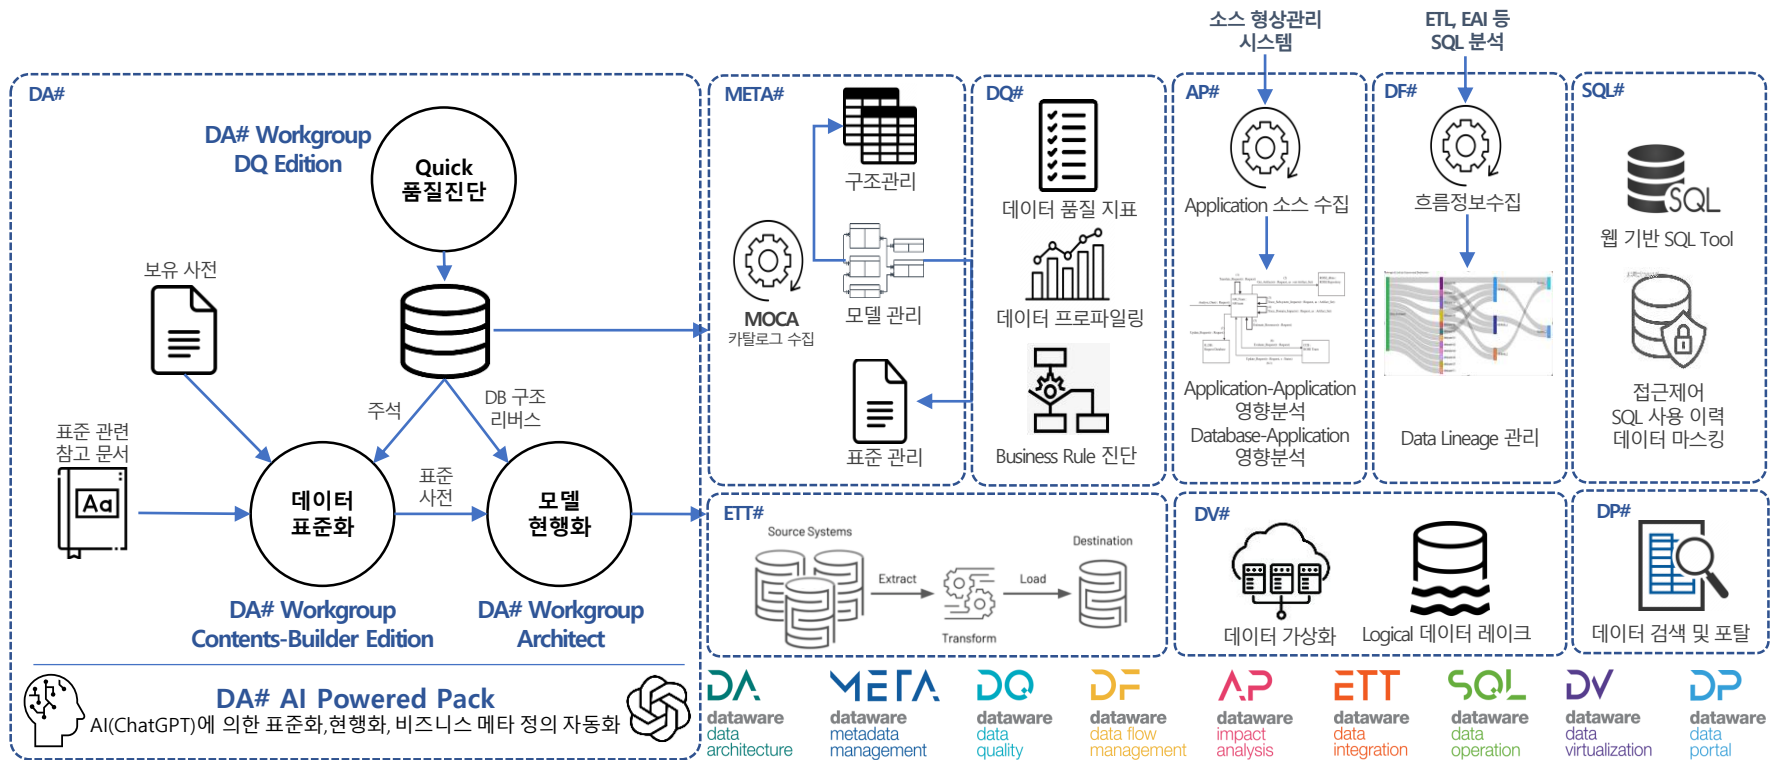 소스 형상관리
시스템
ETL, EAI 등
SQL 분석
DA#
DA# Workgroup
DQ Edition
Quick
품질진단
보유 사전
주석
DB 구조
리버스
표준 관련
참고 문서
Aa
데이터
표준화
표준
사전
모델
현행화
DA# Workgroup
Contents-Builder Edition
DA# Workgroup
Architect
DA# AI Powered Pack
AI(ChatGPT)에 의한 표준화,현행화, 비즈니스 메타 정의 자동화
META#
구조관리
MOCA
카탈로그 수집
모델 관리
표준 관리
DQ#
데이터 품질 지표
데이터 프로파일링
Business Rule 진단
AP#
Application 소스 수집
Application-Application
영향분석
Database-Application
영향분석
DF#
흐름정보수집
Data Lineage 관리
SQL#
SQL
웹 기반 SQL Tool
접근제어
SQL 사용 이력
데이터 마스킹
ETT#
Source Systems
Extract
Transform
Load
Destination
DV#
데이터 가상화
Logical 데이터 레이크
DP#
데이터 검색 및 포탈
DA
dataware
data
architecture
META
dataware
metadata
management
DQ
dataware
data
quality
DF
dataware
data flow
management
AP
dataware
impact
analysis
ETT
dataware
data
integration
SQL
dataware
data
operation
DV
dataware
data
virtualization
DP
dataware
data
portal